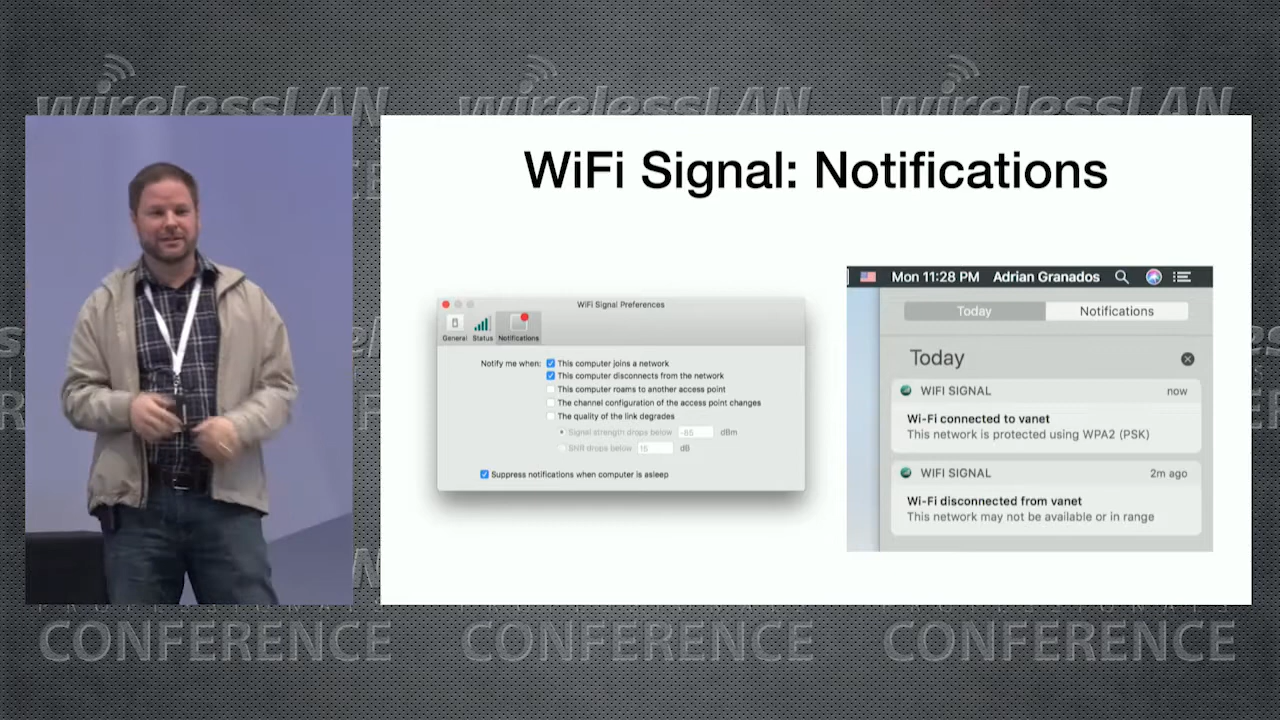 wirelessLAN wirelessLAN wirelessLAN
WiFi Signal: Notifications
WiFi Signal Preferences
General Status Notifications
Notify me when: This computer joins a network
This computer disconnects from the network
This computer roams to another access point
The channel configuration of the access point changes
The quality of the link degrades
Signal strength drops below -85 dBm
SNR drops below 15 dB
Suppress notifications when computer is asleep
Mon 11:28 PM Adrian Granados
Today Notifications
Today
WIFI SIGNAL now
Wi-Fi connected to vanet
This network is protected using WPA2 (PSK)
WIFI SIGNAL 2m ago
Wi-Fi disconnected from vanet
This network may not be available or in range
CONFERENCE CONFERENCE CONFERENCE